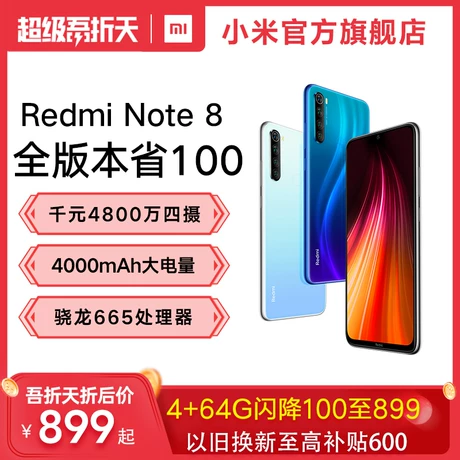 超级吾折天 mi 小米官方旗舰店
Redmi Note 8
全版本省100
千元4800万四摄
4000mAh大电量
骁龙665处理器
Redmi
Redmi
吾折天折后价
¥899起
4+64G闪降100至899
以旧换新至高补贴600